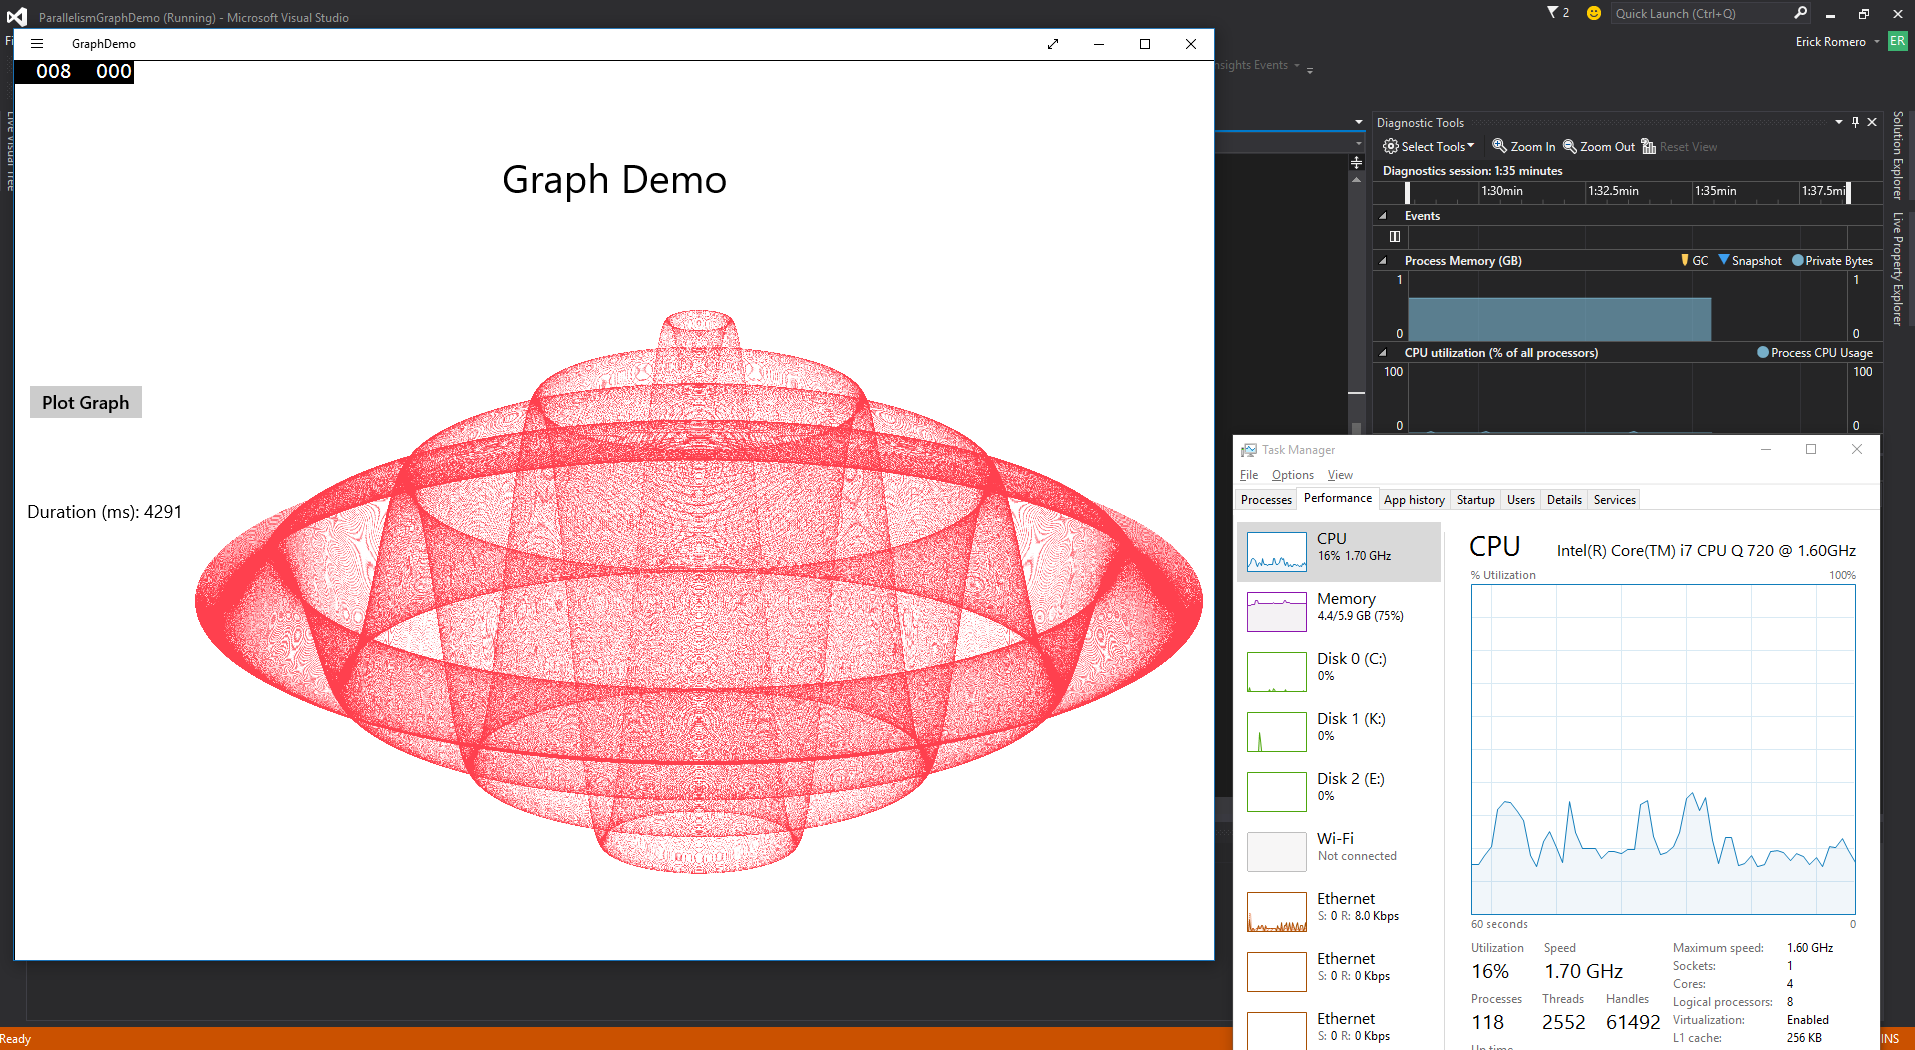 ParallelismGraphDemo (Running) - Microsoft Visual Studio
2
Quick Launch (Ctrl+Q)
Erick Romero
ER
GraphDemo
008 000
Graph Demo
Plot Graph
Duration (ms): 4291
Events
Live Visual Tree
Diagnostic Tools
Select Tools
Zoom In
Zoom Out
Reset View
Diagnostics session: 1:35 minutes
1:30min 1:32.5min 1:35min 1:37.5mi
Events
Process Memory (GB)
GC Snapshot Private Bytes
1 1
0 0
CPU utilization (% of all processors)
Process CPU Usage
100 100
0 0
Solution Explorer
Live Property Explorer
Task Manager
File Options View
Processes Performance App history Startup Users Details Services
CPU
16% 1.70 GHz
Memory
4.4/5.9 GB (75%)
Disk 0 (C:)
0%
Disk 1 (K:)
0%
Disk 2 (E:)
0%
Wi-Fi
Not connected
Ethernet
S: 0 R: 8.0 Kbps
Ethernet
S: 0 R: 0 Kbps
Ethernet
S: 0 R: 0 Kbps
CPU
Intel(R) Core(TM) i7 CPU Q 720 @ 1.60GHz
% Utilization 100%
60 seconds 0
Utilization Speed
16% 1.70 GHz
Processes Threads Handles
118 2552 61492
Maximum speed: 1.60 GHz
Sockets: 1
Cores: 4
Logical processors: 8
Virtualization: Enabled
L1 cache: 256 KB
Ready
INS